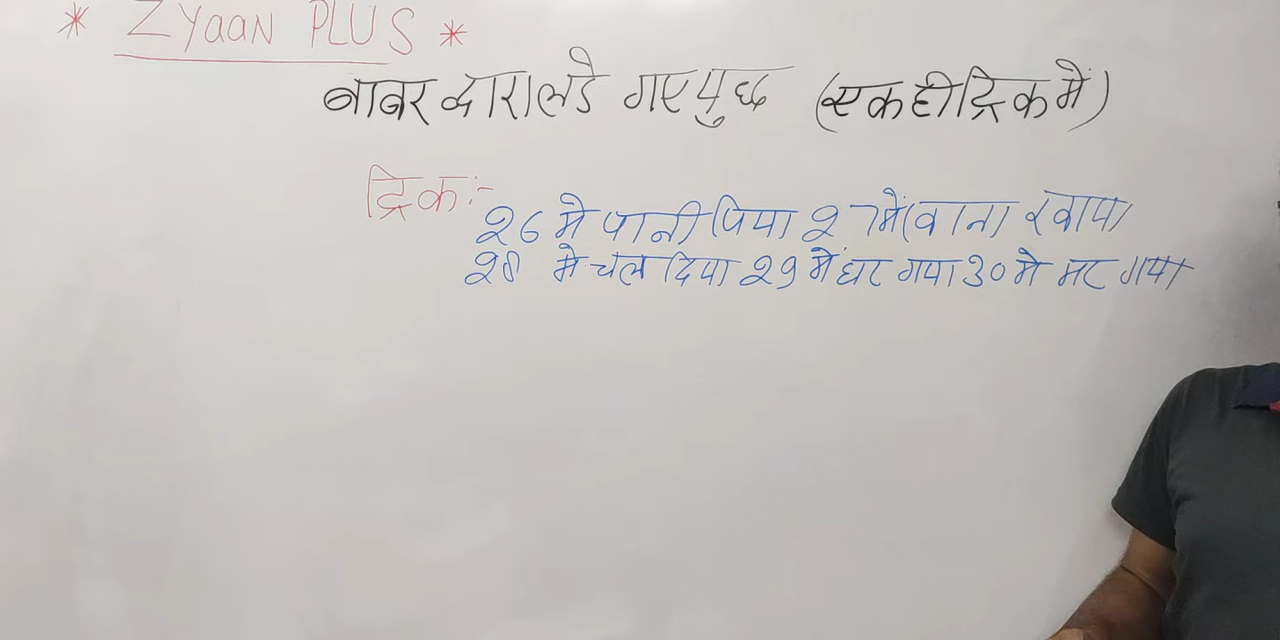 * ZYaaN PLUS *
बाबर द्वारा लडे गए युद्ध (एक ही ट्रिक में)
ट्रिक:-
26 मे पानी पिया 27 में खाना खाया
28 मे चल दिया 29 में घर गया 30 मे मर गया